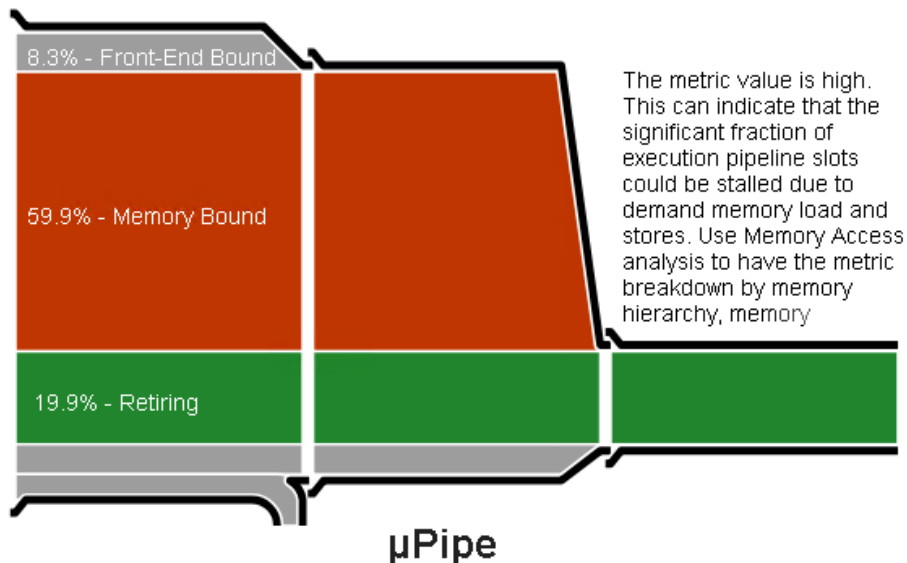 8.3% - Front-End Bound
59.9% - Memory Bound
19.9% - Retiring
The metric value is high.
This can indicate that the
significant fraction of
execution pipeline slots
could be stalled due to
demand memory load and
stores. Use Memory Access
analysis to have the metric
breakdown by memory
hierarchy, memory
µPipe